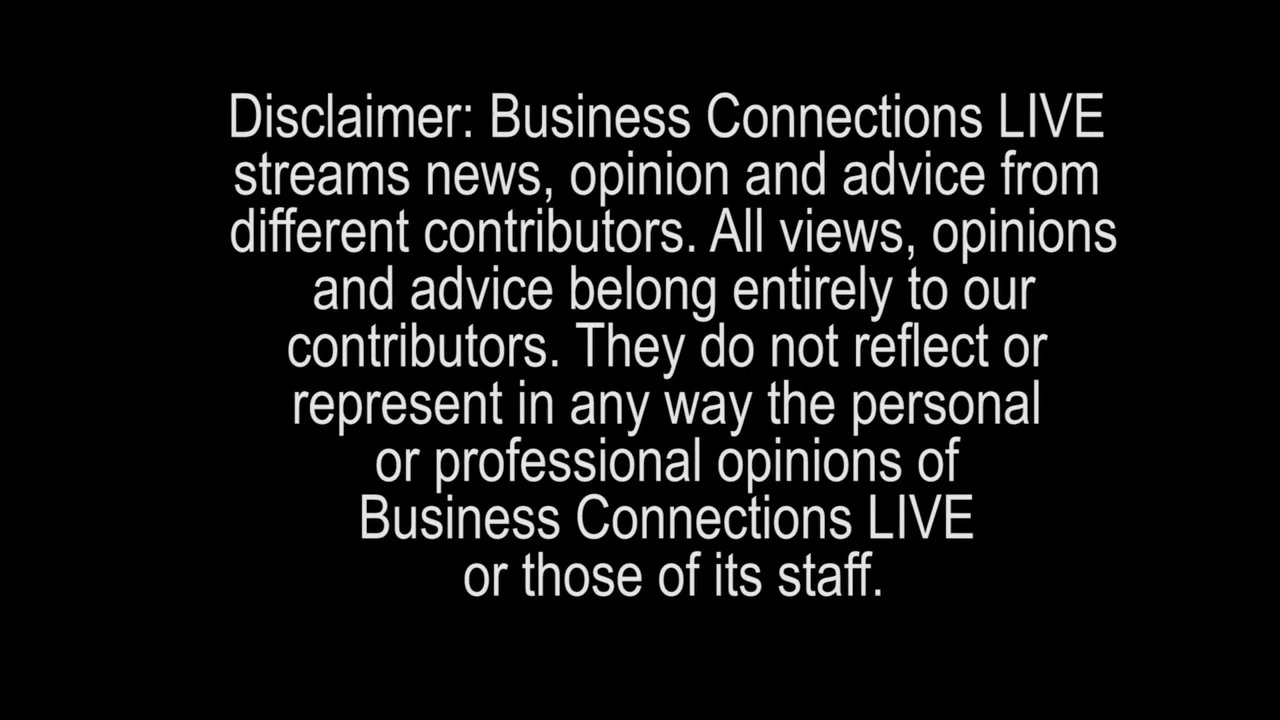 Disclaimer: Business Connections LIVE
streams news, opinion and advice from
different contributors. All views, opinions
and advice belong entirely to our
contributors. They do not reflect or
represent in any way the personal
or professional opinions of
Business Connections LIVE
or those of its staff.